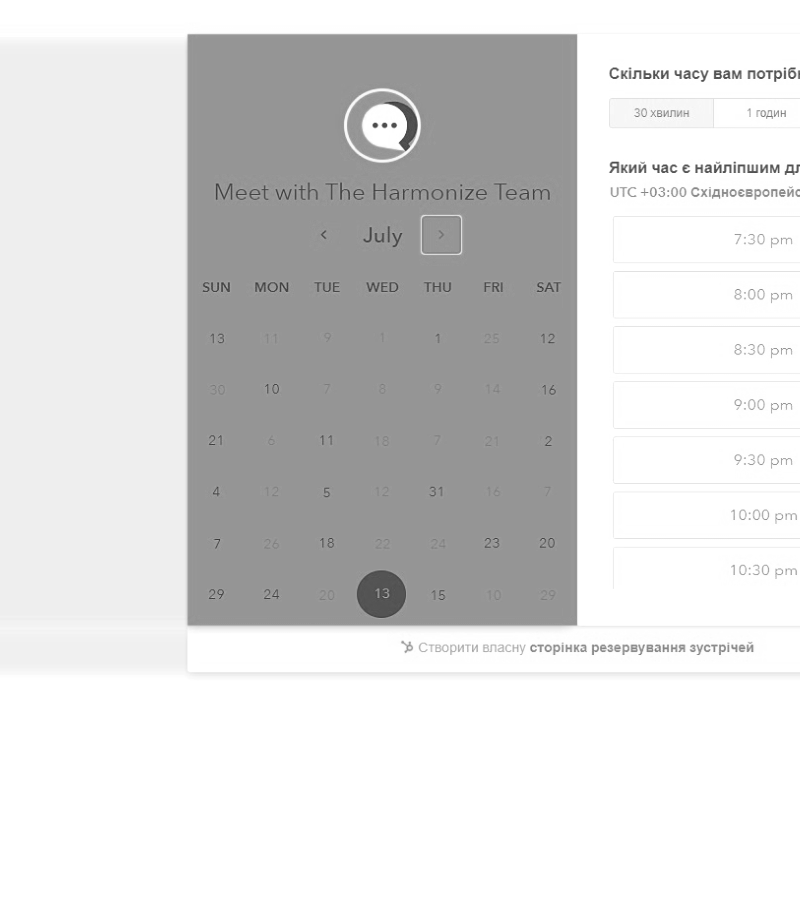 Meet with The Harmonize Team
July
SUN MON TUE WED THU FRI SAT
13 11 9 1 1 25 12
30 10 7 8 9 14 16
21 6 11 18 7 21 2
4 12 5 12 31 16 7
7 26 18 22 24 23 20
29 24 20 13 15 10 29
Скільки часу вам потріб
30 хвилин 1 годин
Який час є найліпшим дл
UTC +03:00 Східноєвропейс
7:30 pm
8:00 pm
8:30 pm
9:00 pm
9:30 pm
10:00 pm
10:30 pm
Створити власну сторінка резервування зустрічей